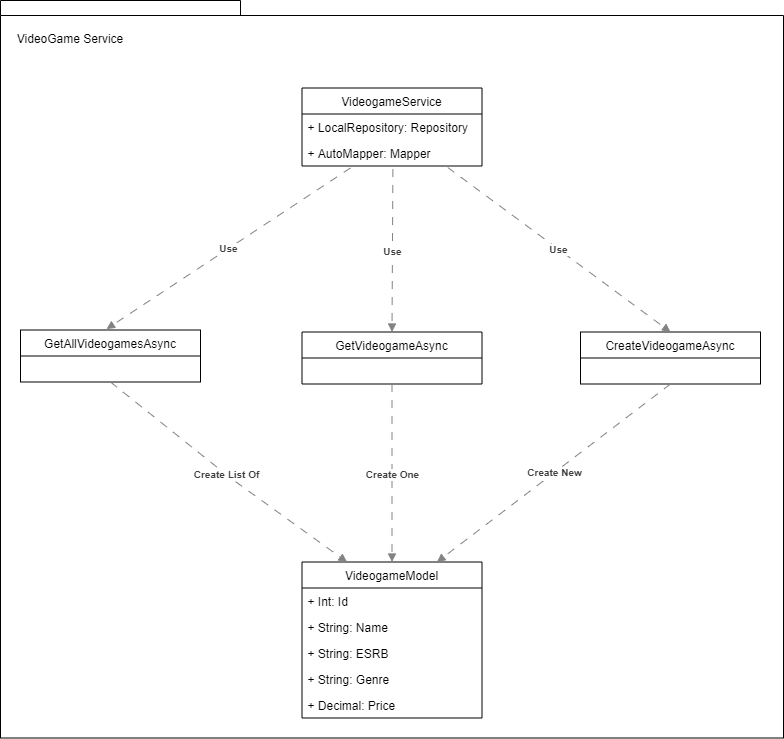 VideoGame Service
VideogameService
+ LocalRepository: Repository
+ AutoMapper: Mapper
Use
Use
Use
GetAllVideogamesAsync
GetVideogameAsync
CreateVideogameAsync
Create List Of
Create One
Create New
VideogameModel
+ Int: Id
+ String: Name
+ String: ESRB
+ String: Genre
+ Decimal: Price